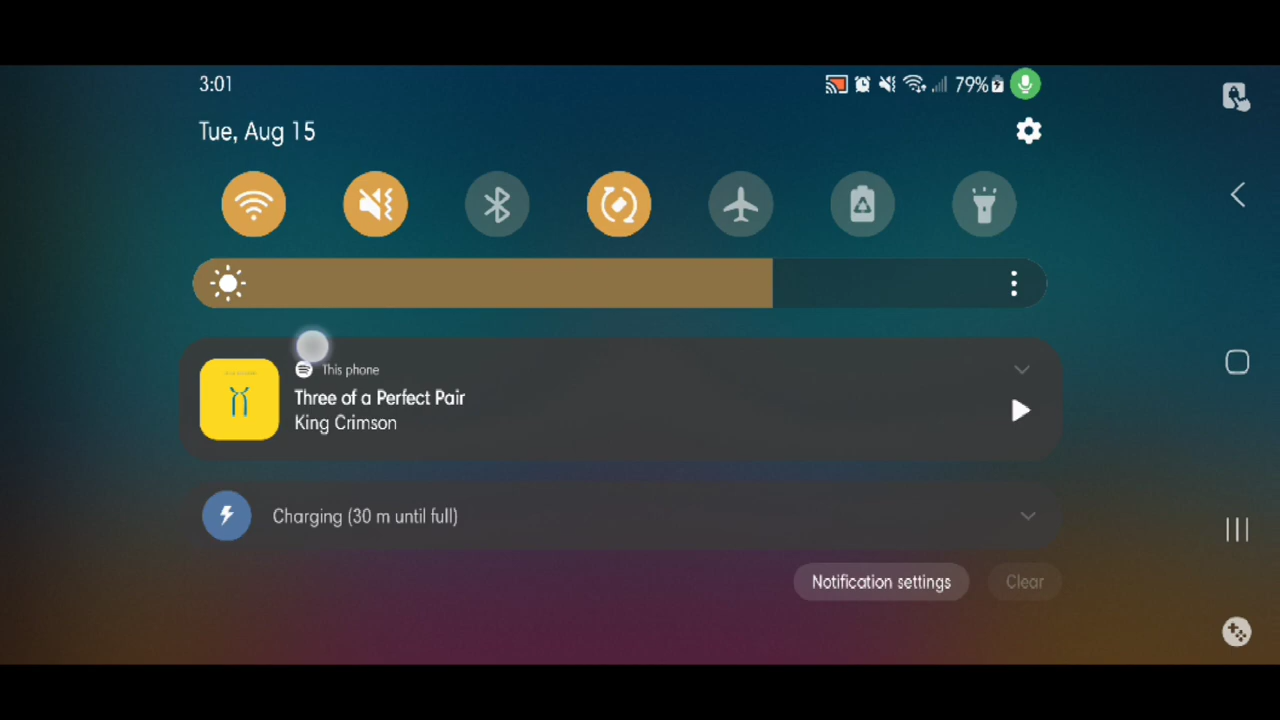 3:01
79%
Tue, Aug 15
This phone
Three of a Perfect Pair
King Crimson
Charging (30 m until full)
Notification settings
Clear